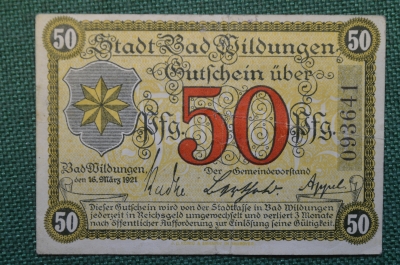 50 50
Stadt Bad Wildungen
Gutschein über
Pfg. 50 Pfg.
093641
Bad Wildungen,
den 16. März 1921
Der Gemeindevorstand
Appel
Dieser Gutschein wird von der Stadtkasse in Bad Wildungen
jederzeit in Reichsgeld umgewechselt und verliert 3 Monate
nach öffentlicher Aufforderung zur Einlösung seine Gültigkeit.
50 50